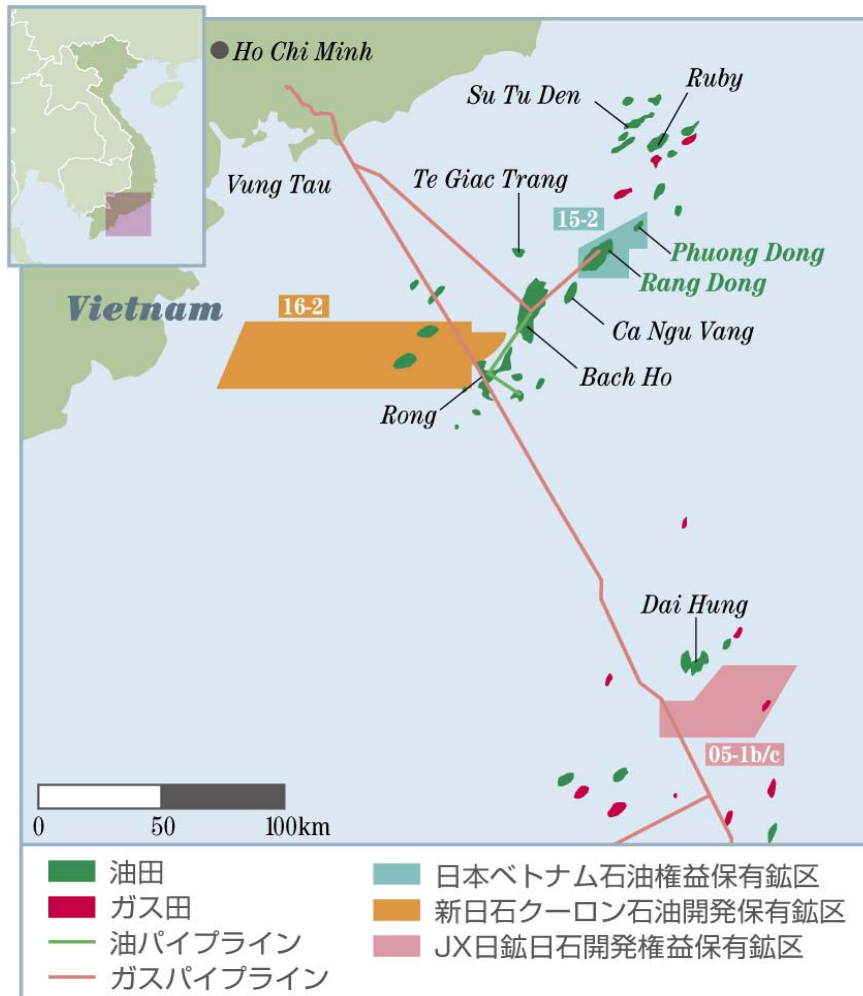 Ho Chi Minh
Su Tu Den
Ruby
Vung Tau
Te Giac Trang
15-2
Phuong Dong
Rang Dong
Vietnam
16-2
Ca Ngu Vang
Bach Ho
Rong
Dai Hung
05-1b/c
0 50 100km
油田
ガス田
油パイプライン
ガスパイプライン
日本ベトナム石油権益保有鉱区
新日石クーロン石油開発保有鉱区
JX日鉱日石開発権益保有鉱区